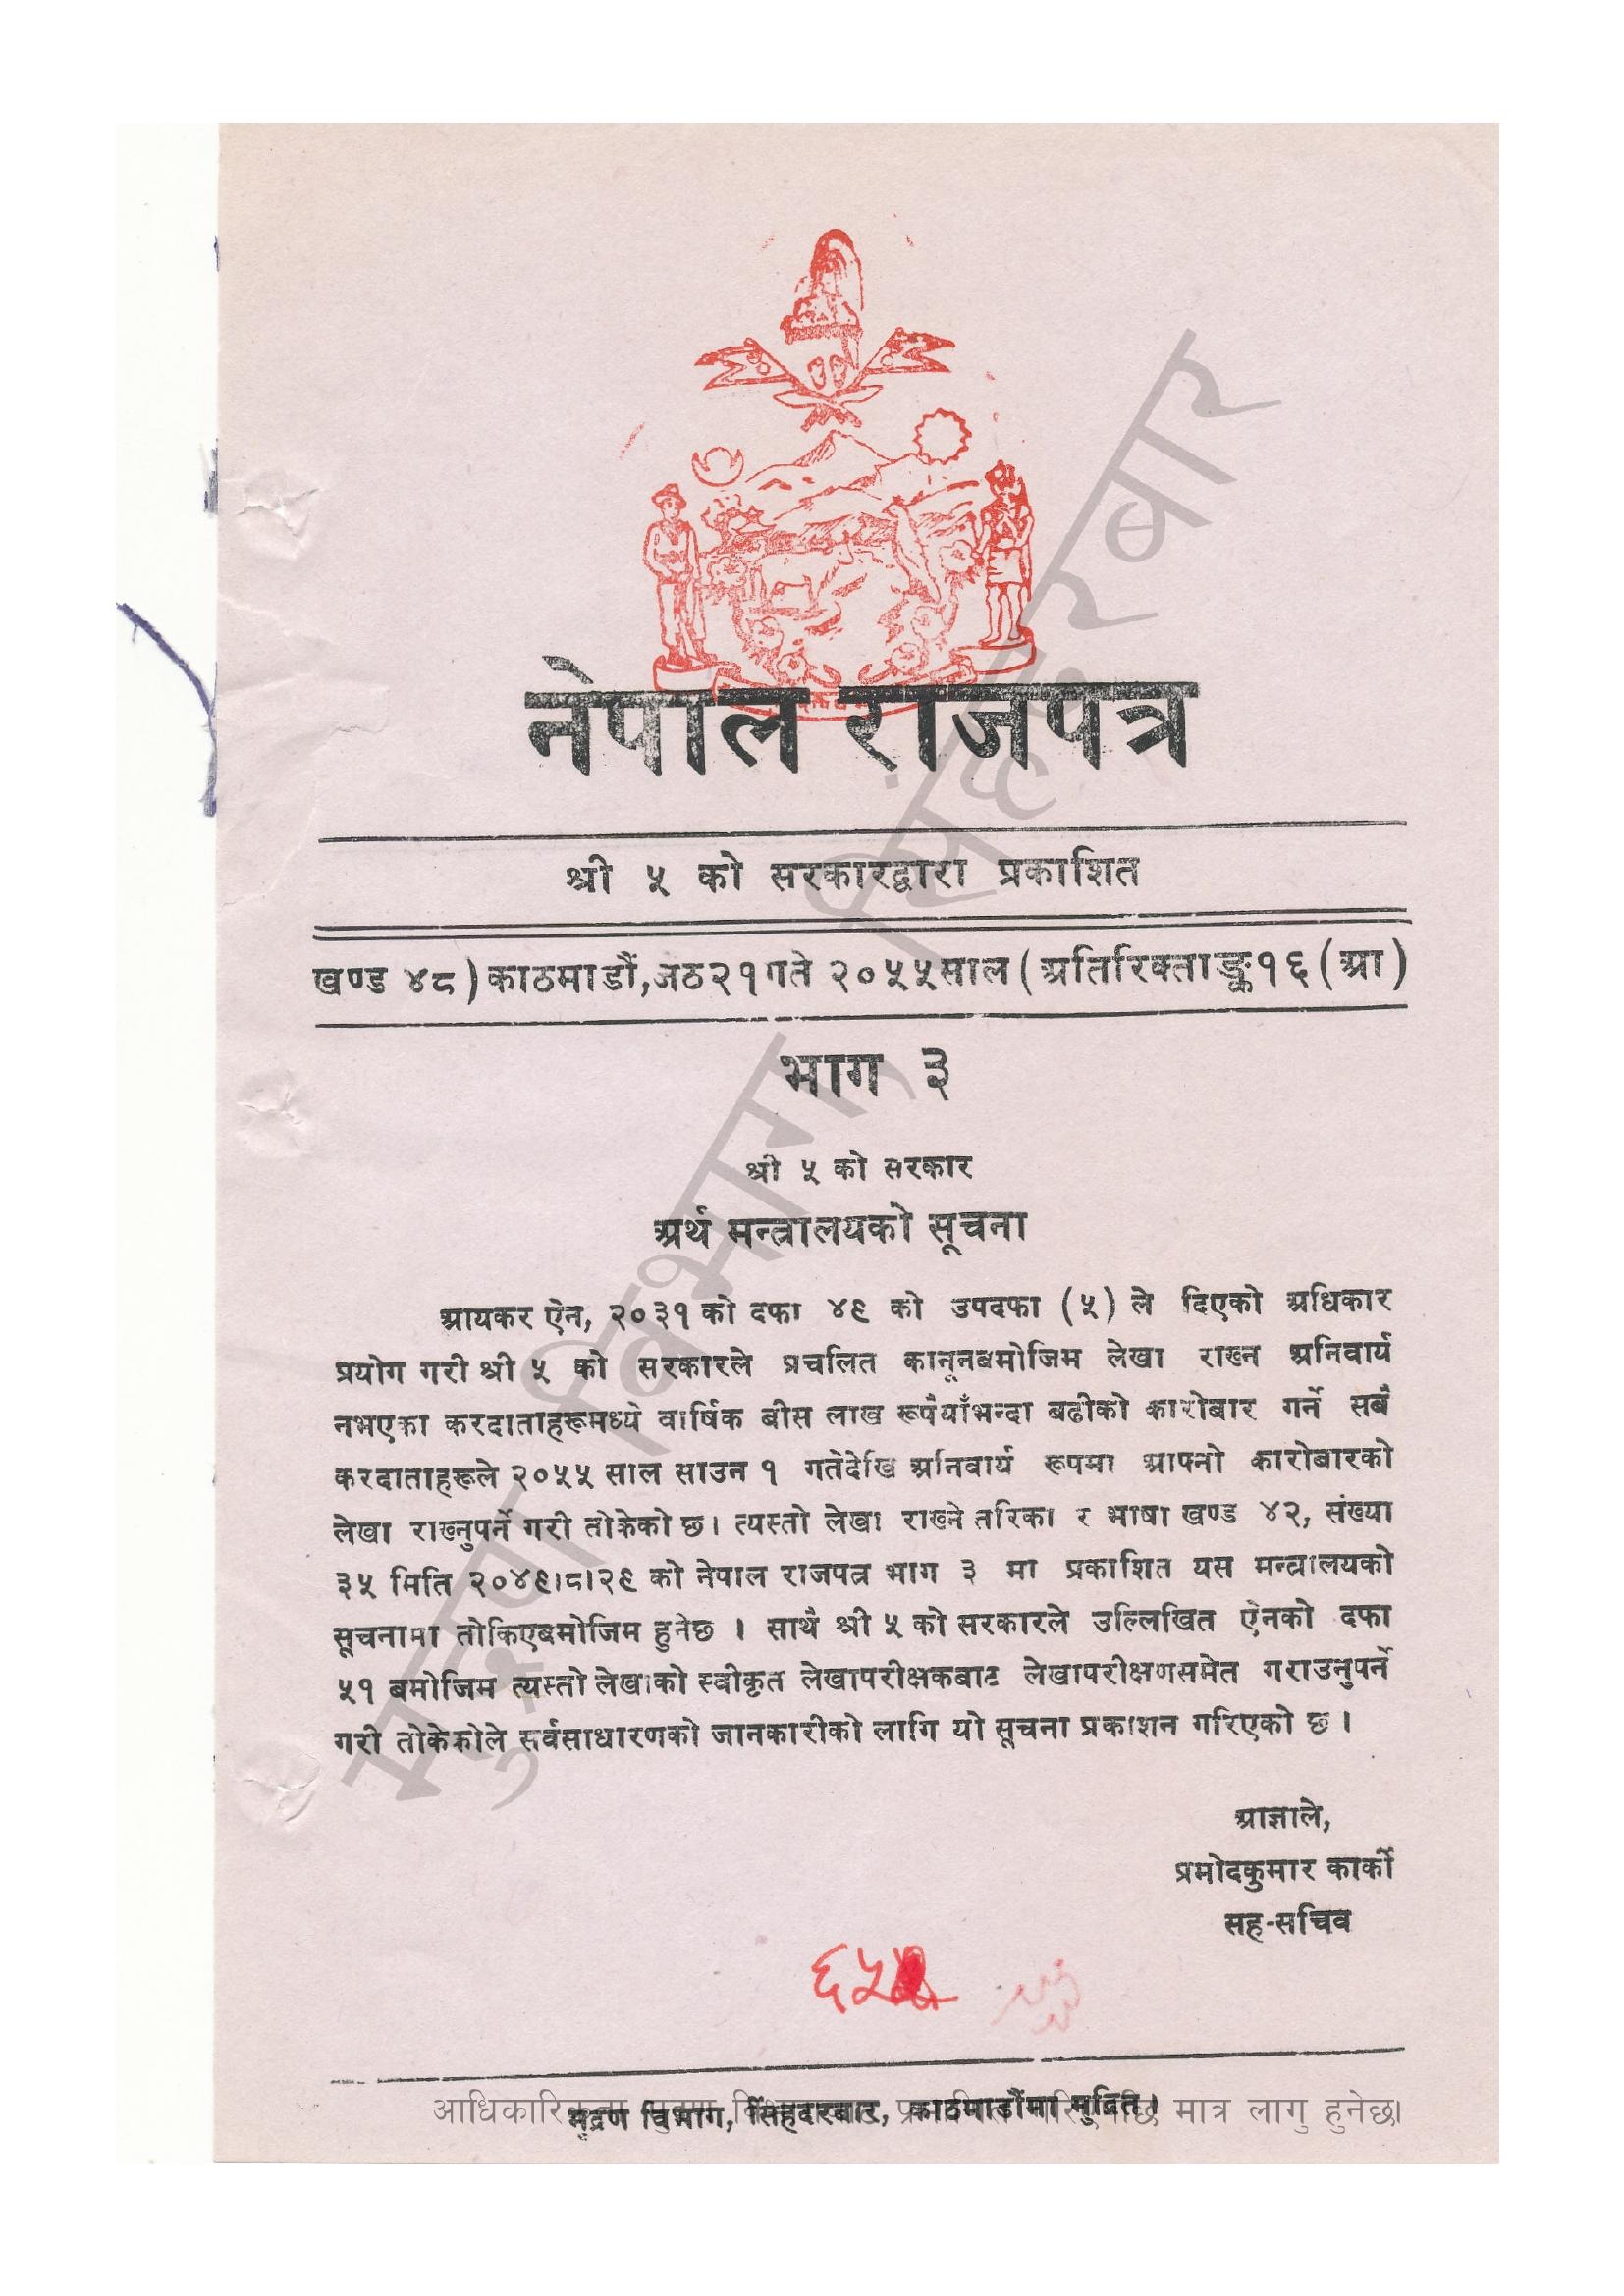 नेपाल राजपत्र
श्री ५ को सरकारद्वारा प्रकाशित
खण्ड ४८) काठमाडौं, जेठ २१ गते २०५५ साल (अतिरिक्ताङ्क १६ (आ)
भाग ३
श्री ५ को सरकार
अर्थ मन्त्रालयको सूचना
आयकर ऐन, २०३१ को दफा ४९ को उपदफा (५) ले दिएको अधिकार
प्रयोग गरी श्री ५ को सरकारले प्रचलित कानूनबमोजिम लेखा राख्न अनिवार्य
नभएका करदाताहरूमध्ये वार्षिक बीस लाख रूपैयाँभन्दा बढीको कारोबार गर्ने सबै
करदाताहरूले २०५५ साल साउन १ गतेदेखि अनिवार्य रूपमा आफ्नो कारोबारको
लेखा राख्नुपर्ने गरी तोकेको छ। त्यस्तो लेखा राख्ने तरिका र भाषा खण्ड ४२, संख्या
३५ मिति २०४९।८।२९ को नेपाल राजपत्र भाग ३ मा प्रकाशित यस मन्त्रालयको
सूचनामा तोकिएबमोजिम हुनेछ । साथै श्री ५ को सरकारले उल्लिखित ऐनको दफा
५१ बमोजिम त्यस्तो लेखाको स्वीकृत लेखापरीक्षकबाट लेखापरीक्षणसमेत गराउनुपर्ने
गरी तोकेकोले सर्वसाधारणको जानकारीको लागि यो सूचना प्रकाशन गरिएको छ ।
आज्ञाले,
प्रमोदकुमार कार्की
सह-सचिव
मुद्रण विभाग, सिंहदरबार, काठमाडौंमा मुद्रित ।
मात्र लागु हुनेछ।
मुद्रण विभाग, सिंहदरबार